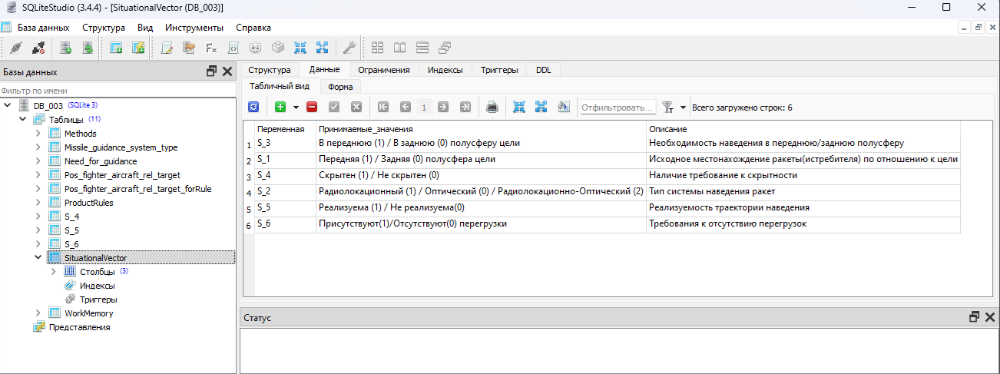 SQLiteStudio (3.4.4) - [SituationalVector (DB_003)]
База данных Структура Вид Инструменты Справка
Базы данных
Фильтр по имени
DB_003 (SQLite 3)
Таблицы (11)
Methods
Missile_guidance_system_type
Need_for_guidance
Pos_fighter_aircraft_rel_target
Pos_fighter_aircraft_rel_target_forRule
ProductRules
S_4
S_5
S_6
SituationalVector
Столбцы (3)
Индексы
Триггеры
WorkMemory
Представления
Структура Данные Ограничения Индексы Триггеры DDL
Табличный вид Форма
1 Отфильтровать... Всего загружено строк: 6
Переменная Принимаемые_значения Описание
1 S_3 В переднюю (1) / В заднюю (0) полусферу цели Необходимость наведения в переднюю/заднюю полусферу
2 S_1 Передняя (1) / Задняя (0) полусфера цели Исходное местонахождение ракеты(истребителя) по отношению к цели
3 S_4 Скрытен (1) / Не скрытен (0) Наличие требование к скрытности
4 S_2 Радиолокационный (1) / Оптический (0) / Радиолокационно-Оптический (2) Тип системы наведения ракет
5 S_5 Реализуема (1) / Не реализуема(0) Реализуемость траектории наведения
6 S_6 Присутствуют(1)/Отсутствуют(0) перегрузки Требования к отсутствию перегрузок
Статус